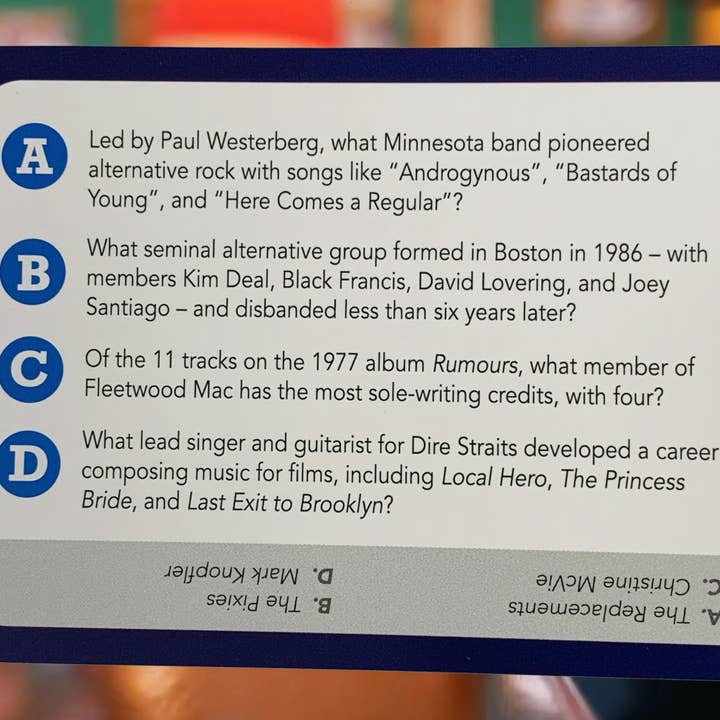 A
Led by Paul Westerberg, what Minnesota band pioneered
alternative rock with songs like “Androgynous”, “Bastards of
Young”, and “Here Comes a Regular”?
B
What seminal alternative group formed in Boston in 1986 – with
members Kim Deal, Black Francis, David Lovering, and Joey
Santiago – and disbanded less than six years later?
C
Of the 11 tracks on the 1977 album Rumours, what member of
Fleetwood Mac has the most sole-writing credits, with four?
D
What lead singer and guitarist for Dire Straits developed a career
composing music for films, including Local Hero, The Princess
Bride, and Last Exit to Brooklyn?
A. The Replacements
B. The Pixies
C. Christine McVie
D. Mark Knopfler